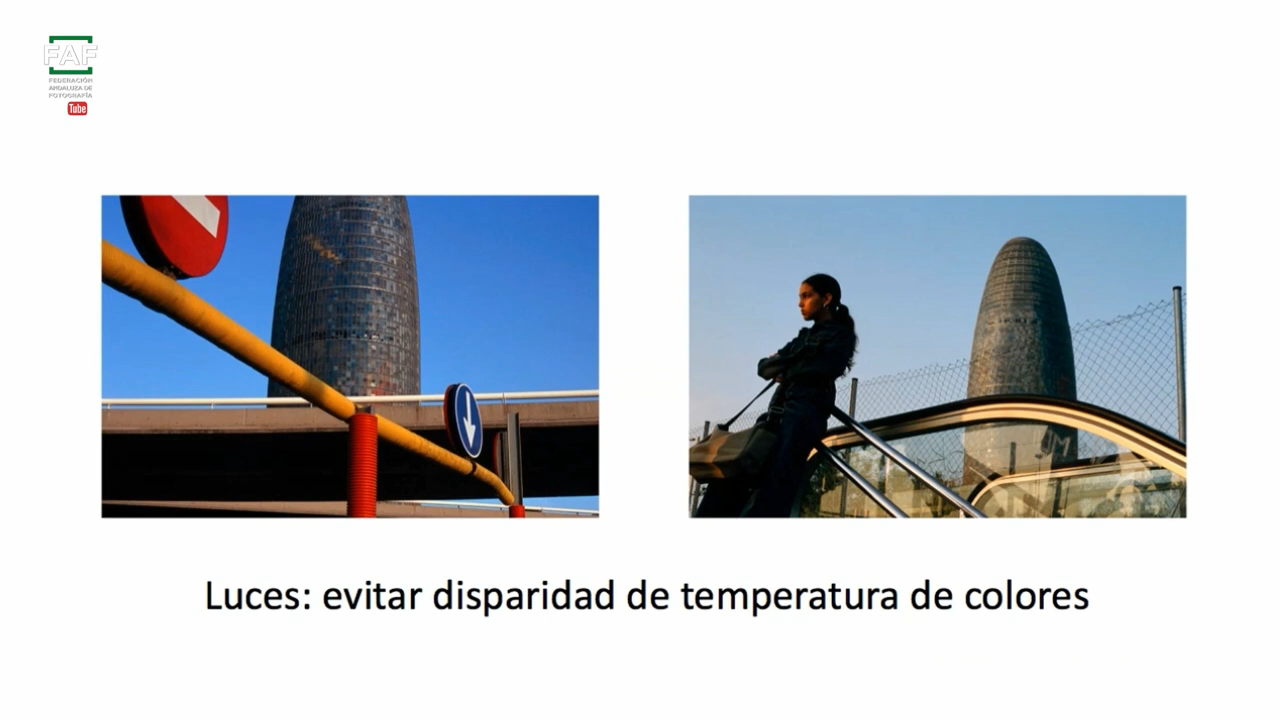 FAF
FEDERACIÓN
ANDALUZA DE
FOTOGRAFÍA
Tube
Luces: evitar disparidad de temperatura de colores